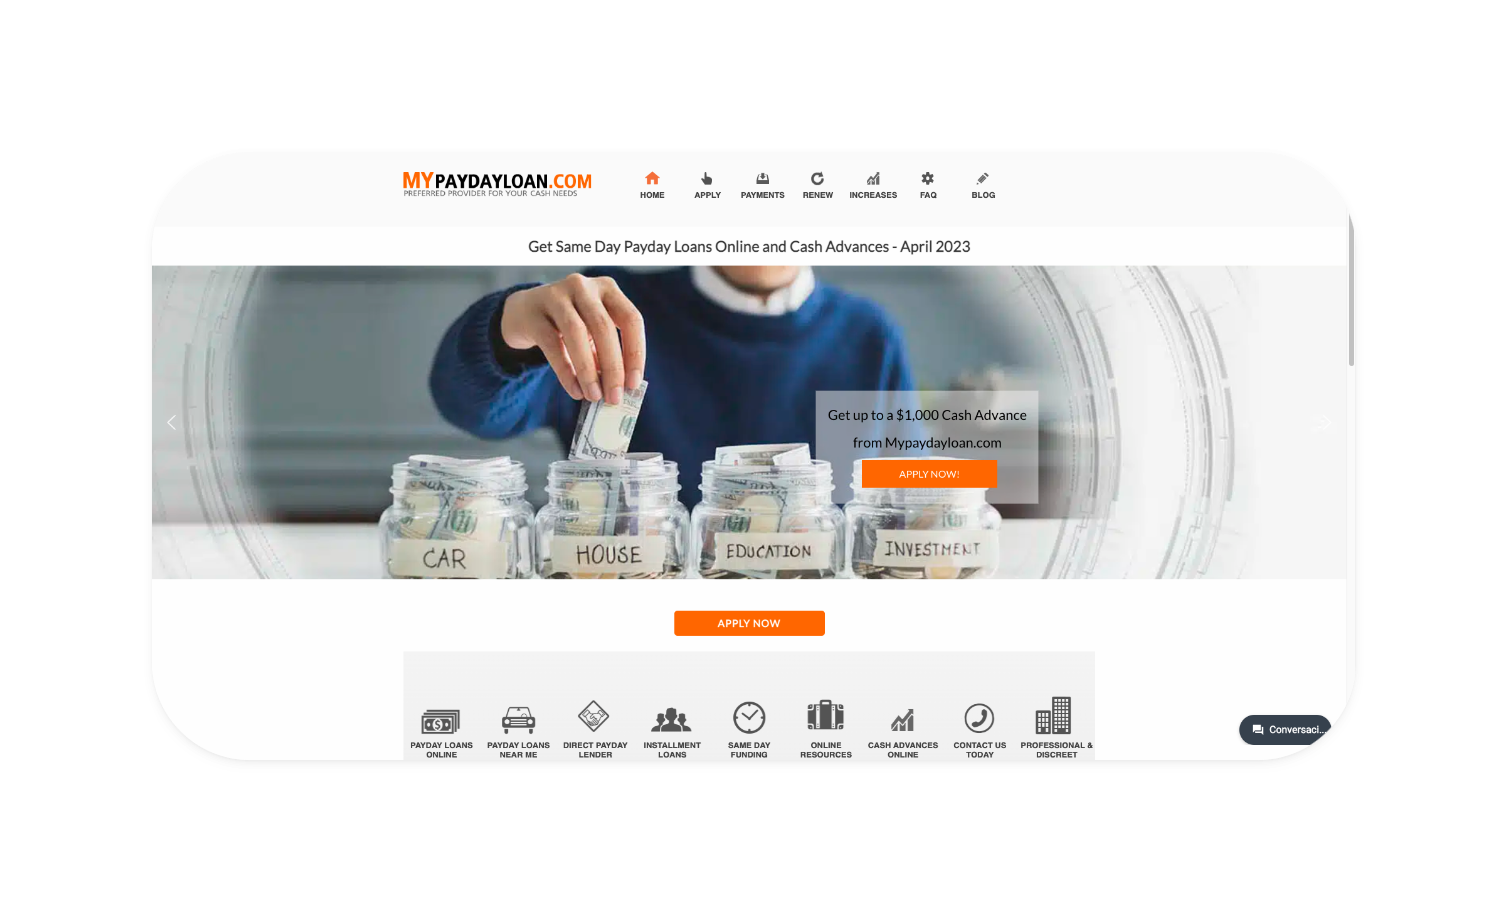 MYPAYDAYLOAN.COM
PREFERRED PROVIDER FOR YOUR CASH NEEDS
HOME
APPLY
PAYMENTS
RENEW
INCREASES
FAQ
BLOG
Get Same Day Payday Loans Online and Cash Advances - April 2023
Get up to a $1,000 Cash Advance
from Mypaydayloan.com
APPLY NOW!
CAR
HOUSE
EDUCATION
INVESTMENT
APPLY NOW
PAYDAY LOANS
ONLINE
PAYDAY LOANS
NEAR ME
DIRECT PAYDAY
LENDER
INSTALLMENT
LOANS
SAME DAY
FUNDING
ONLINE
RESOURCES
CASH ADVANCES
ONLINE
CONTACT US
TODAY
PROFESSIONAL &
DISCREET
Conversaci...